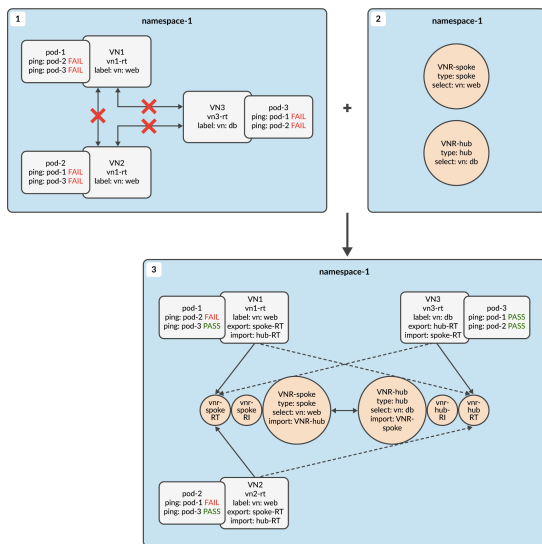 1
namespace-1
pod-1
ping: pod-2 FAIL
ping: pod-3 FAIL
VN1
vn1-rt
label: vn: web
VN3
vn3-rt
label: vn: db
pod-3
ping: pod-1 FAIL
ping: pod-2 FAIL
pod-2
ping: pod-1 FAIL
ping: pod-3 FAIL
VN2
vn1-rt
label: vn: web
+
2
namespace-1
VNR-spoke
type: spoke
select: vn: web
VNR-hub
type: hub
select: vn: db
3
namespace-1
pod-1
ping: pod-2 FAIL
ping: pod-3 PASS
VN1
vn1-rt
label: vn: web
export: spoke-RT
import: hub-RT
VN3
vn3-rt
label: vn: db
export: hub-RT
import: spoke-RT
pod-3
ping: pod-1 PASS
ping: pod-2 PASS
vnr-
spoke
RT
vnr-
spoke
RI
VNR-spoke
type: spoke
select: vn: web
import: VNR-hub
VNR-hub
type: hub
select: vn: db
import: VNR-
spoke
vnr-
hub-
RI
vnr-
hub
RT
pod-2
ping: pod-1 FAIL
ping: pod-3 PASS
VN2
vn2-rt
label: vn: web
export: spoke-RT
import: hub-RT